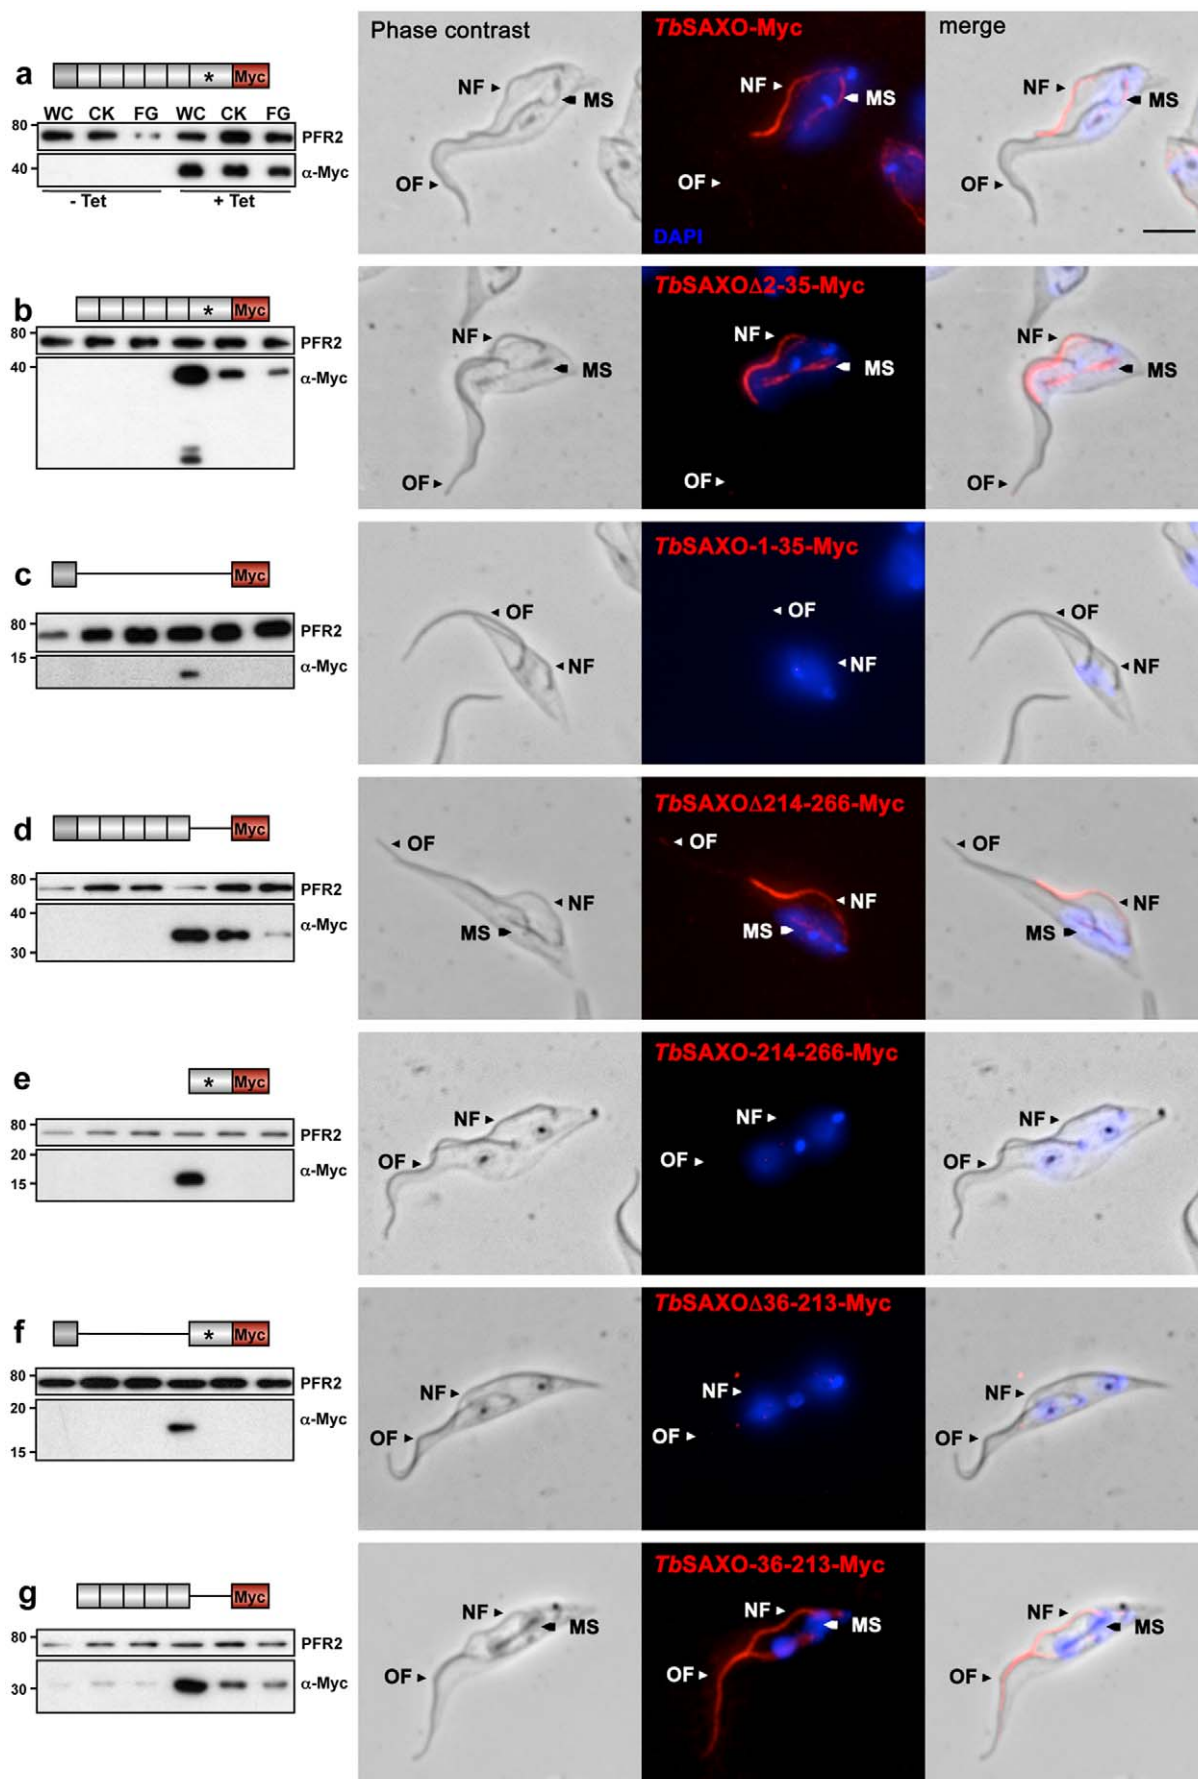 Phase contrast
TbSAXO-Myc
merge
a
* Myc
WC CK FG WC CK FG
80 PFR2
40 α-Myc
- Tet + Tet
NF
MS
OF
NF
MS
OF
DAPI
NF
MS
OF
b
* Myc
80 PFR2
40 α-Myc
TbSAXOΔ2-35-Myc
NF
MS
OF
NF
MS
OF
NF
MS
OF
c
Myc
80 PFR2
15 α-Myc
TbSAXO-1-35-Myc
OF
NF
OF
NF
OF
NF
d
Myc
80 PFR2
40 α-Myc
30
TbSAXOΔ214-266-Myc
OF
NF
MS
OF
NF
MS
OF
NF
MS
e
* Myc
80 PFR2
20 α-Myc
15
TbSAXO-214-266-Myc
NF
OF
NF
OF
NF
OF
f
* Myc
80 PFR2
20 α-Myc
15
TbSAXOΔ36-213-Myc
NF
OF
NF
OF
NF
OF
g
Myc
80 PFR2
30 α-Myc
TbSAXO-36-213-Myc
NF
MS
OF
NF
MS
OF
NF
MS
OF